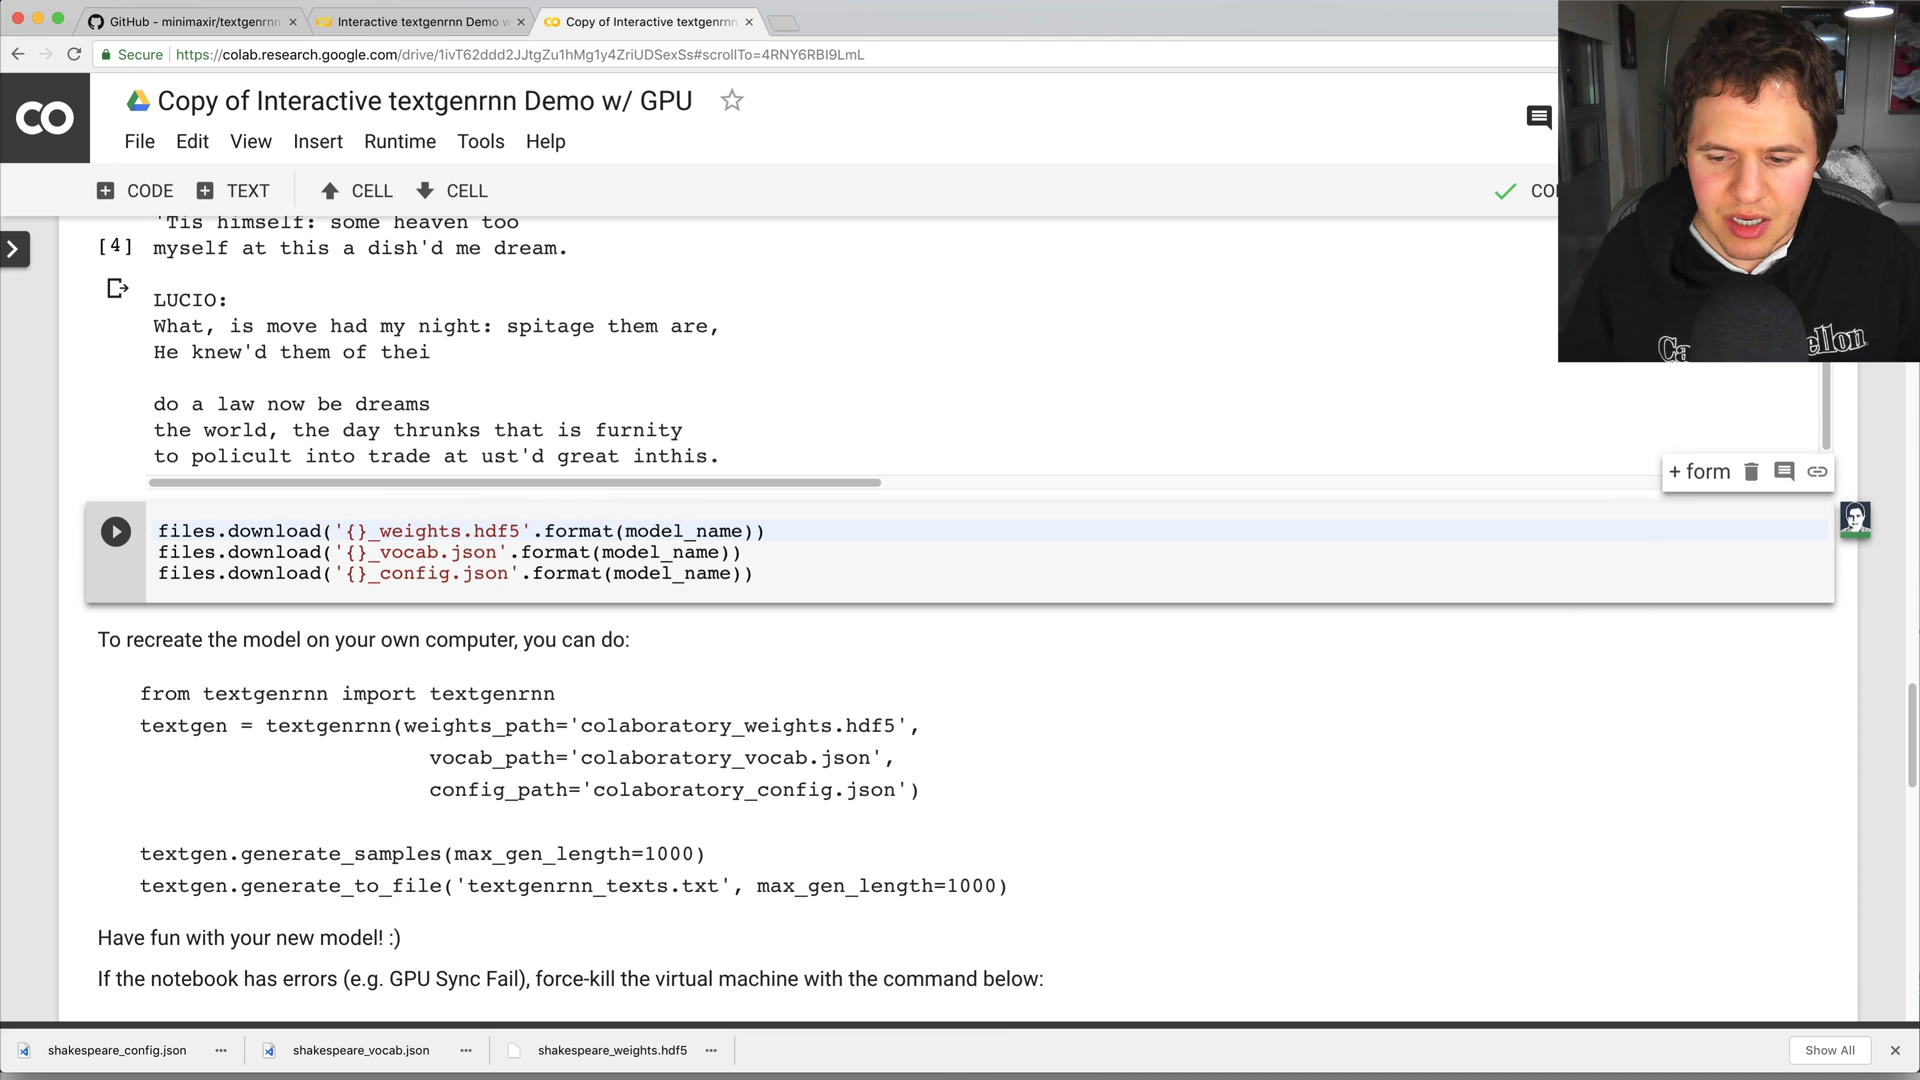 GitHub - minimaxir/textgenrnn
Interactive textgenrnn Demo w
Copy of Interactive textgenrnn
Secure
https://colab.research.google.com/drive/1ivT62ddd2JJtgZu1hMg1y4ZriUDSexSs#scrollTo=4RNY6RBI9LmL
CO
Copy of Interactive textgenrnn Demo w/ GPU
File Edit View Insert Runtime Tools Help
CODE TEXT CELL CELL
'Tis himself: some heaven too
[4] myself at this a dish'd me dream.
LUCIO:
What, is move had my night: spitage them are,
He knew'd them of thei
do a law now be dreams
the world, the day thrunks that is furnity
to policult into trade at ust'd great inthis.
+ form
files.download('{}_weights.hdf5'.format(model_name))
files.download('{}_vocab.json'.format(model_name))
files.download('{}_config.json'.format(model_name))
To recreate the model on your own computer, you can do:
from textgenrnn import textgenrnn
textgen = textgenrnn(weights_path='colaboratory_weights.hdf5',
vocab_path='colaboratory_vocab.json',
config_path='colaboratory_config.json')
textgen.generate_samples(max_gen_length=1000)
textgen.generate_to_file('textgenrnn_texts.txt', max_gen_length=1000)
Have fun with your new model! :)
If the notebook has errors (e.g. GPU Sync Fail), force-kill the virtual machine with the command below:
shakespeare_config.json
shakespeare_vocab.json
shakespeare_weights.hdf5
Show All